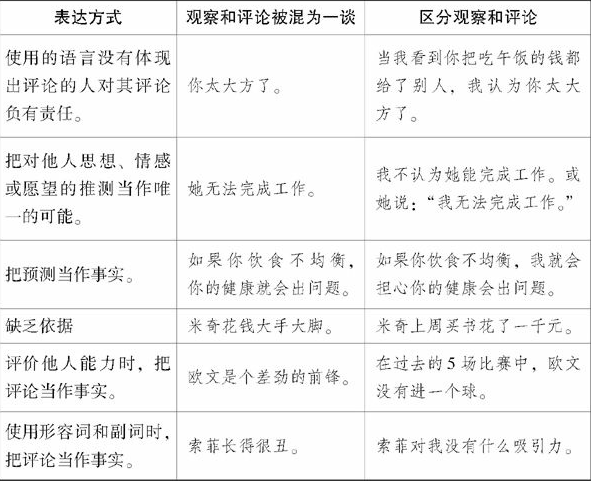 表达方式
观察和评论被混为一谈
区分观察和评论
使用的语言没有体现
出评论的人对其评论
负有责任。
你太大方了。
当我看到你把吃午饭的钱都
给了别人，我认为你太大
方了。
把对他人思想、情感
或愿望的推测当作唯
一的可能。
她无法完成工作。
我不认为她能完成工作。或
她说：“我无法完成工作。”
把预测当作事实。
如果你饮食不均衡，
你的健康就会出问题。
如果你饮食不均衡，我就会
担心你的健康会出问题。
缺乏依据
米奇花钱大手大脚。
米奇上周买书花了一千元。
评价他人能力时，把
评论当作事实。
欧文是个差劲的前锋。
在过去的5场比赛中，欧文
没有进一个球。
使用形容词和副词时，
把评论当作事实。
索菲长得很丑。
索菲对我没有什么吸引力。